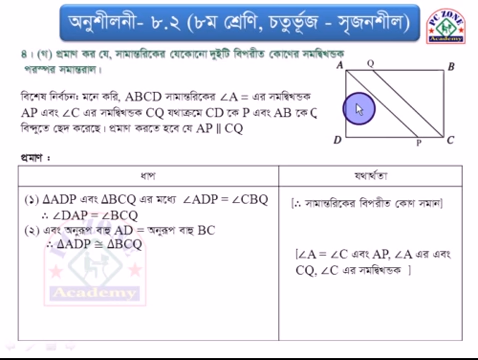 অনুশীলনী- ৮.২ (৮ম শ্রেণি, চতুর্ভূজ - সৃজনশীল)
PC ZONE
Academy
৪। (গ) প্রমাণ কর যে, সামান্তরিকের যেকোনো দুইটি বিপরীত কোণের সমদ্বিখন্ডক
পরস্পর সমান্তরাল।
A Q B
D P C
বিশেষ নির্বচন: মনে করি, ABCD সামান্তরিকের ∠A = এর সমদ্বিখন্ডক
AP এবং ∠C এর সমদ্বিখন্ডক CQ যথাক্রমে CD কে P এবং AB কে Q
বিন্দুতে ছেদ করেছে। প্রমাণ করতে হবে যে AP || CQ
প্রমাণ :
ধাপ যথার্থতা
(১) ΔADP এবং ΔBCQ এর মধ্যে ∠ADP = ∠CBQ [∴ সামান্তরিকের বিপরীত কোণ সমান]
∴ ∠DAP = ∠BCQ
(২) এবং অনুরূপ বাহু AD = অনুরূপ বাহু BC
∴ ΔADP ≅ ΔBCQ [∠A = ∠C এবং AP, ∠A এর এবং
CQ, ∠C এর সমদ্বিখন্ডক ]
PC ZONE
Academy